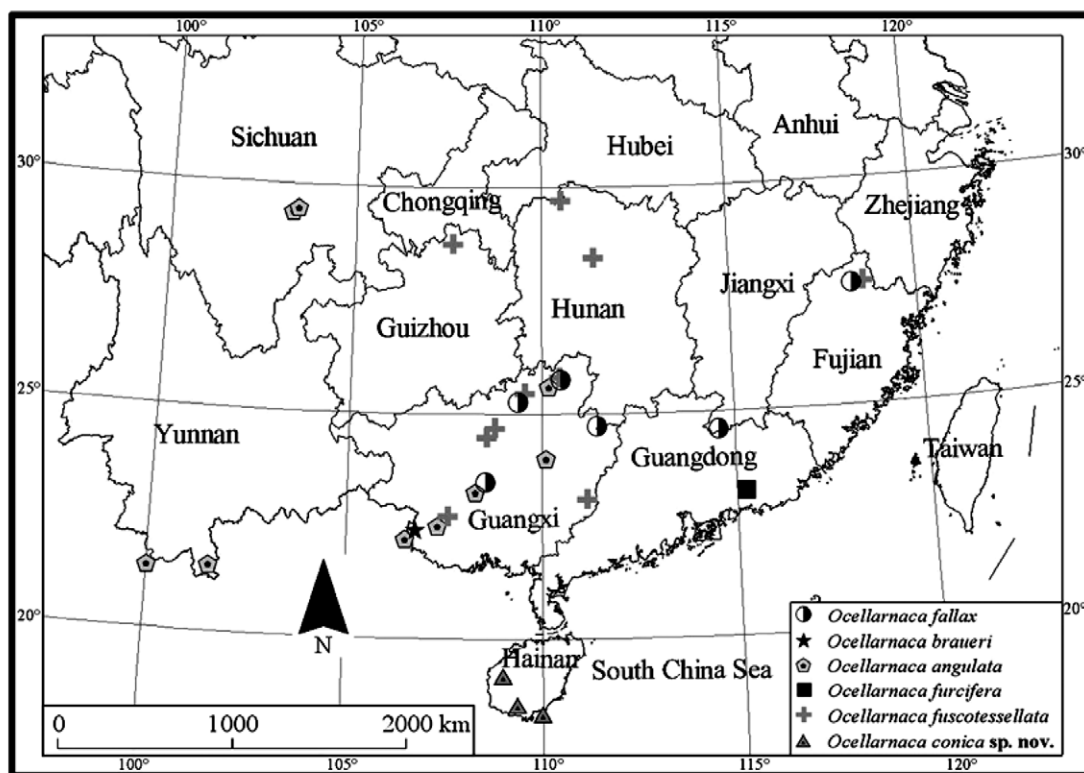 100° 105° 110° 115° 120°
Anhui
Sichuan Hubei
30° 30°
Chongqing Zhejiang
Jiangxi
Hunan
Guizhou
Fujian
25° 25°
Yunnan Taiwan
Guangdong
Guangxi
20° 20°
N
Hainan South China Sea
Ocellarnaca fallax
Ocellarnaca braueri
Ocellarnaca angulata
Ocellarnaca furcifera
Ocellarnaca fuscotessellata
Ocellarnaca conica sp. nov.
0 1000 2000 km
100° 105° 110° 115° 120°